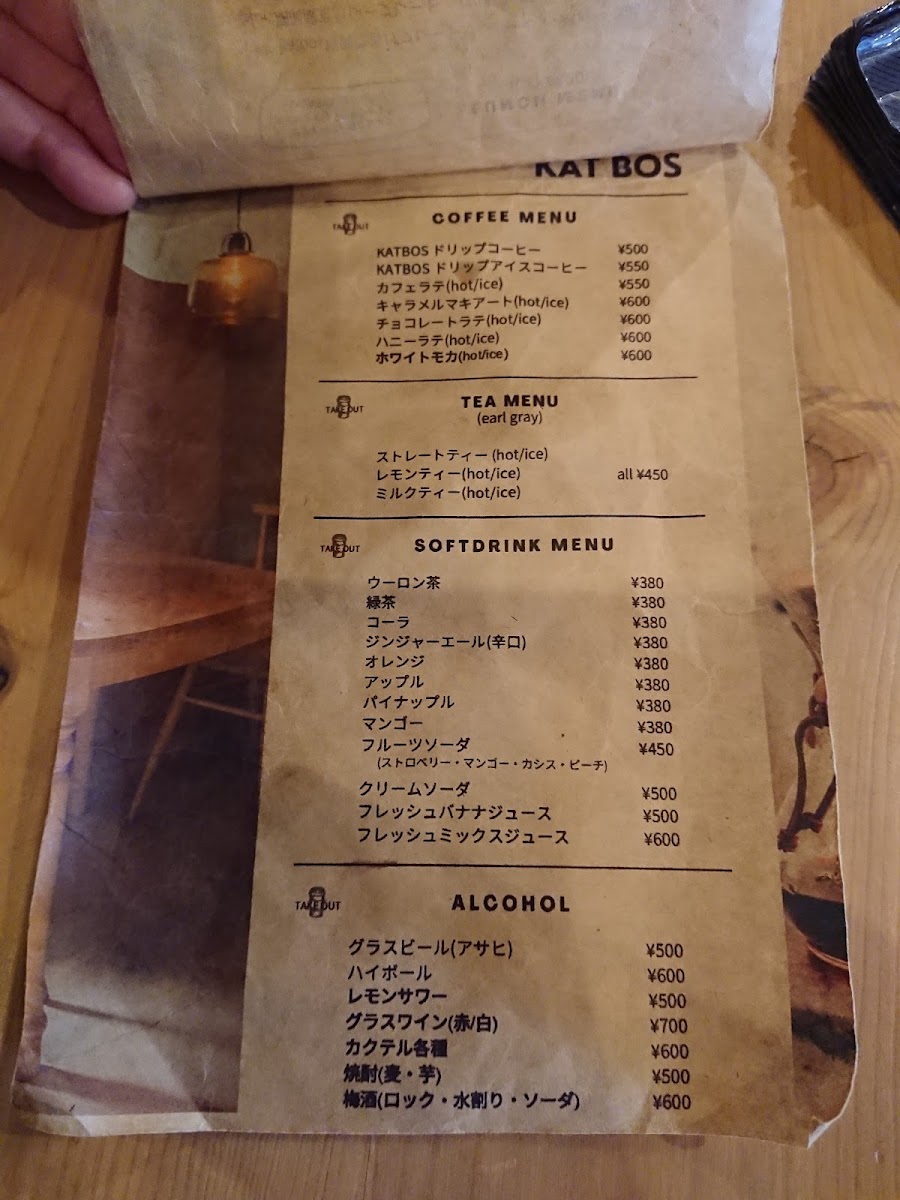 KAT BOS
TAKE OUT
COFFEE MENU
KATBOS ドリップコーヒー ¥500
KATBOS ドリップアイスコーヒー ¥550
カフェラテ(hot/ice) ¥550
キャラメルマキアート(hot/ice) ¥600
チョコレートラテ(hot/ice) ¥600
ハニーラテ(hot/ice) ¥600
ホワイトモカ(hot/ice) ¥600
TAKE OUT
TEA MENU
(earl gray)
ストレートティー (hot/ice)
レモンティー(hot/ice) all ¥450
ミルクティー(hot/ice)
TAKE OUT
SOFTDRINK MENU
ウーロン茶 ¥380
緑茶 ¥380
コーラ ¥380
ジンジャーエール(辛口) ¥380
オレンジ ¥380
アップル ¥380
パイナップル ¥380
マンゴー ¥380
フルーツソーダ ¥450
(ストロベリー・マンゴー・カシス・ピーチ)
クリームソーダ ¥500
フレッシュバナナジュース ¥500
フレッシュミックスジュース ¥600
TAKE OUT
ALCOHOL
グラスビール(アサヒ) ¥500
ハイボール ¥600
レモンサワー ¥500
グラスワイン(赤/白) ¥700
カクテル各種 ¥600
焼酎(麦・芋) ¥500
梅酒(ロック・水割り・ソーダ) ¥600